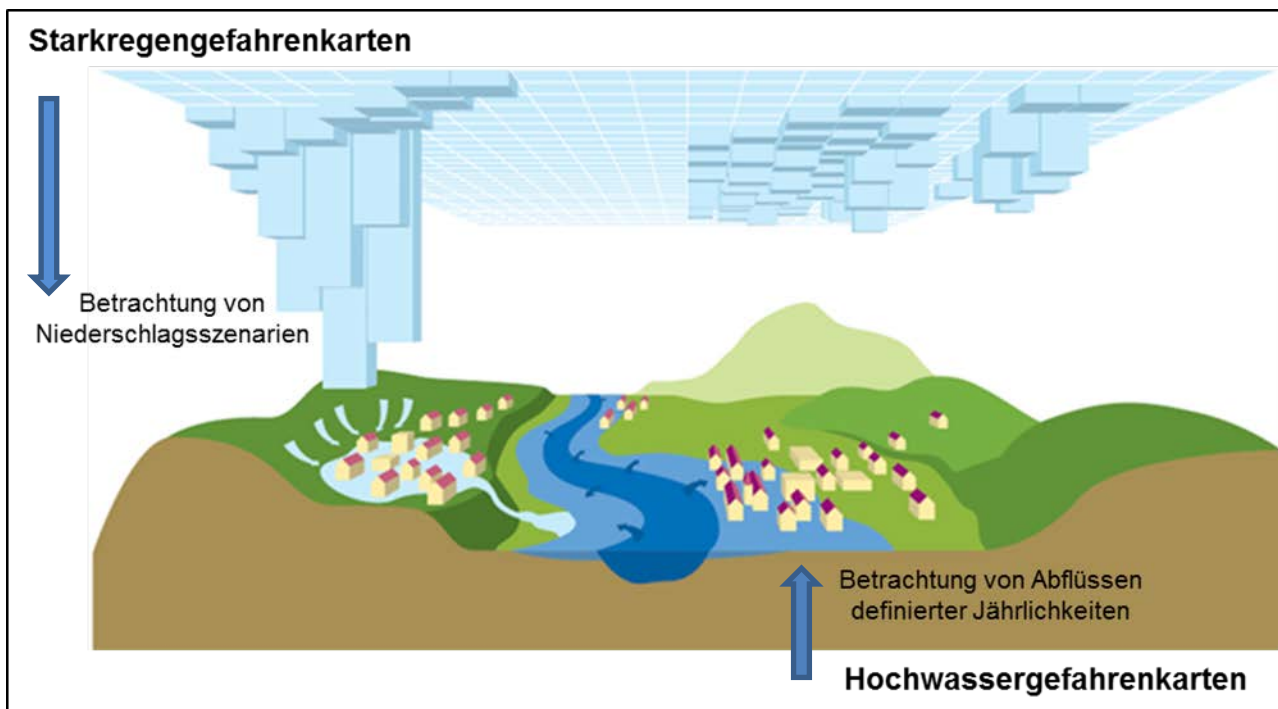 Starkregengefahrenkarten
Betrachtung von
Niederschlagsszenarien
Betrachtung von Abflüssen
definierter Jährlichkeiten
Hochwassergefahrenkarten